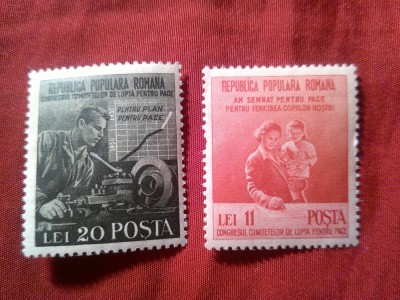 REPUBLICA POPULARA ROMANA
CONGRESUL COMITETELOR DE LUPTA PENTRU PACE
PENTRU PLAN
PENTRU PACE
LEI 20 POSTA
REPUBLICA POPULARA ROMANA
AM SEMNAT PENTRU PACE
PENTRU FERICIREA COPIILOR NOSTRI
LEI 11 POSTA
CONGRESUL COMITETELOR DE LUPTA PENTRU PACE